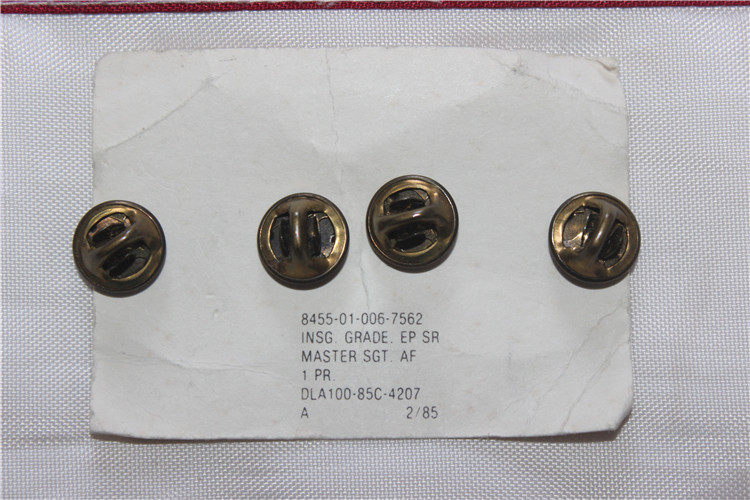 8455-01-006-7562
INSG. GRADE. EP SR
MASTER SGT. AF
1 PR.
DLA100-85C-4207
A 2/85